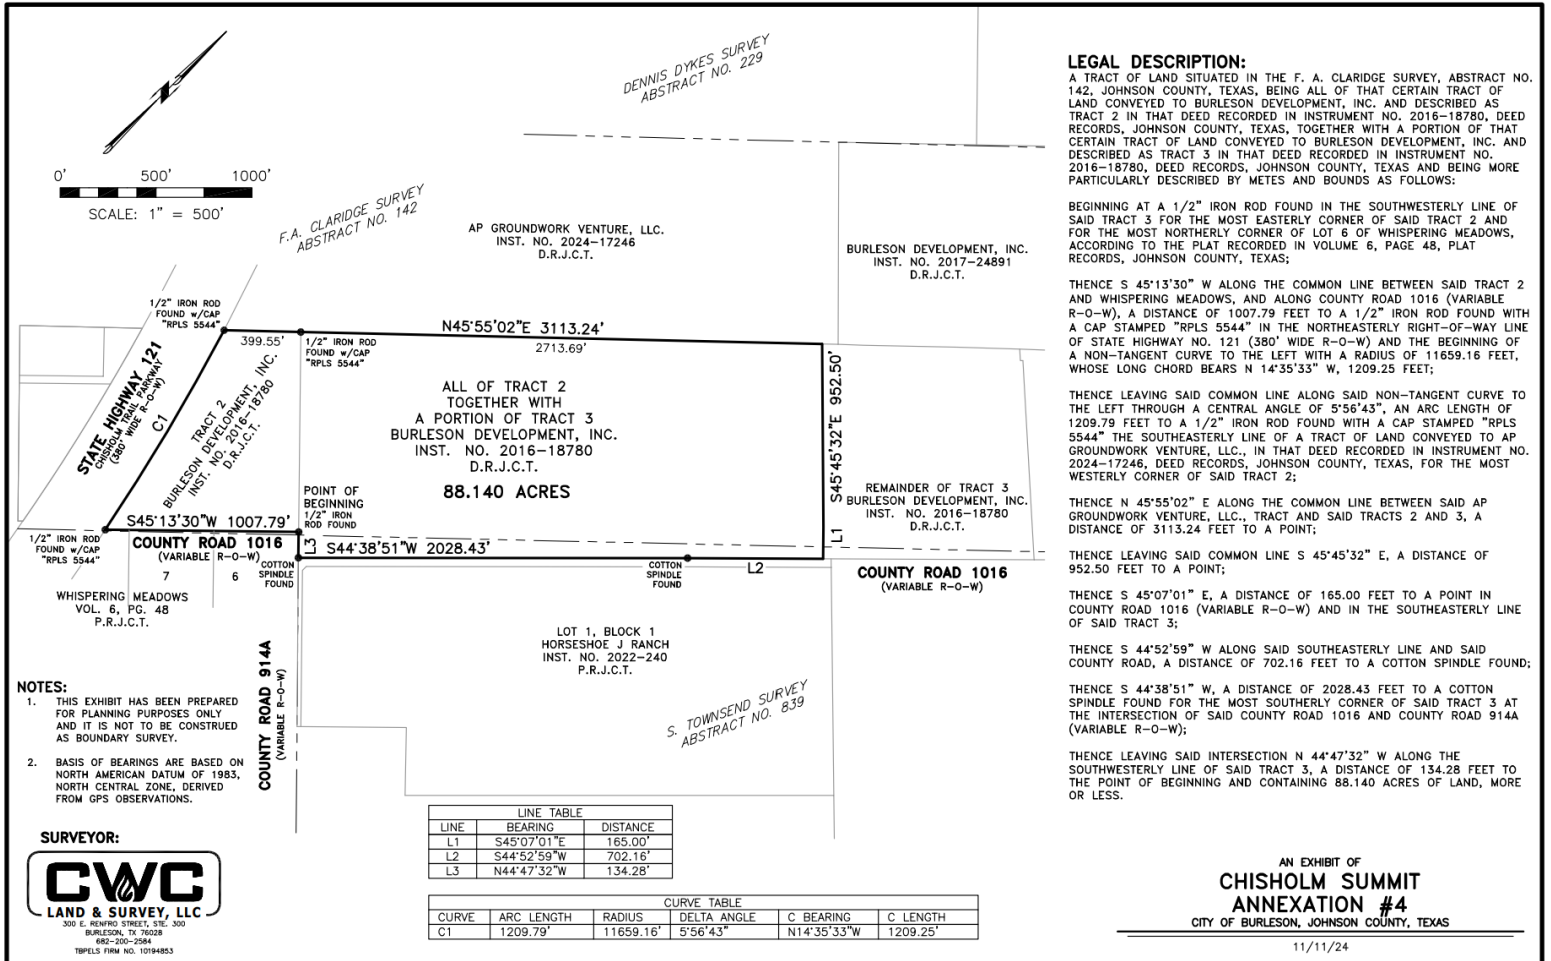 DENNIS DYKES SURVEY
ABSTRACT NO. 229
0' 500' 1000'
SCALE: 1" = 500'
F.A. CLARIDGE SURVEY
ABSTRACT NO. 142
AP GROUNDWORK VENTURE, LLC.
INST. NO. 2024-17246
D.R.J.C.T.
BURLESON DEVELOPMENT, INC.
INST. NO. 2017-24891
D.R.J.C.T.
1/2" IRON ROD
FOUND w/CAP
"RPLS 5544"
N45°55'02"E 3113.24'
399.55'
2713.69'
1/2" IRON ROD
FOUND w/CAP
"RPLS 5544"
STATE HIGHWAY 121
CHISHOLM TRAIL PARKWAY
(380' WIDE R-O-W)
C1
TRACT 2
BURLESON DEVELOPMENT, INC.
INST. NO. 2016-18780
D.R.J.C.T.
ALL OF TRACT 2
TOGETHER WITH
A PORTION OF TRACT 3
BURLESON DEVELOPMENT, INC.
INST. NO. 2016-18780
D.R.J.C.T.
88.140 ACRES
S45°45'32"E 952.50'
L1
REMAINDER OF TRACT 3
BURLESON DEVELOPMENT, INC.
INST. NO. 2016-18780
D.R.J.C.T.
POINT OF
BEGINNING
1/2" IRON
ROD FOUND
S45°13'30"W 1007.79'
1/2" IRON ROD
FOUND w/CAP
"RPLS 5544"
COUNTY ROAD 1016
(VARIABLE R-O-W)
L3
S44°38'51"W 2028.43'
COTTON
SPINDLE
FOUND
COTTON
SPINDLE
FOUND
L2
COUNTY ROAD 1016
(VARIABLE R-O-W)
7 6
WHISPERING MEADOWS
VOL. 6, PG. 48
P.R.J.C.T.
LOT 1, BLOCK 1
HORSESHOE J RANCH
INST. NO. 2022-240
P.R.J.C.T.
COUNTY ROAD 914A
(VARIABLE R-O-W)
S. TOWNSEND SURVEY
ABSTRACT NO. 839
NOTES:
1. THIS EXHIBIT HAS BEEN PREPARED
FOR PLANNING PURPOSES ONLY
AND IT IS NOT TO BE CONSTRUED
AS BOUNDARY SURVEY.
2. BASIS OF BEARINGS ARE BASED ON
NORTH AMERICAN DATUM OF 1983,
NORTH CENTRAL ZONE, DERIVED
FROM GPS OBSERVATIONS.
SURVEYOR:
CWC
LAND & SURVEY, LLC
300 E. RENFRO STREET, STE. 300
BURLESON, TX 76028
682-200-2584
TBPELS FIRM NO. 10194853
LINE TABLE
LINE BEARING DISTANCE
L1 S45°07'01"E 165.00'
L2 S44°52'59"W 702.16'
L3 N44°47'32"W 134.28'
CURVE TABLE
CURVE ARC LENGTH RADIUS DELTA ANGLE C BEARING C LENGTH
C1 1209.79' 11659.16' 5°56'43" N14°35'33"W 1209.25'
LEGAL DESCRIPTION:
A TRACT OF LAND SITUATED IN THE F. A. CLARIDGE SURVEY, ABSTRACT NO.
142, JOHNSON COUNTY, TEXAS, BEING ALL OF THAT CERTAIN TRACT OF
LAND CONVEYED TO BURLESON DEVELOPMENT, INC. AND DESCRIBED AS
TRACT 2 IN THAT DEED RECORDED IN INSTRUMENT NO. 2016-18780, DEED
RECORDS, JOHNSON COUNTY, TEXAS, TOGETHER WITH A PORTION OF THAT
CERTAIN TRACT OF LAND CONVEYED TO BURLESON DEVELOPMENT, INC. AND
DESCRIBED AS TRACT 3 IN THAT DEED RECORDED IN INSTRUMENT NO.
2016-18780, DEED RECORDS, JOHNSON COUNTY, TEXAS AND BEING MORE
PARTICULARLY DESCRIBED BY METES AND BOUNDS AS FOLLOWS:
BEGINNING AT A 1/2" IRON ROD FOUND IN THE SOUTHWESTERLY LINE OF
SAID TRACT 3 FOR THE MOST EASTERLY CORNER OF SAID TRACT 2 AND
FOR THE MOST NORTHERLY CORNER OF LOT 6 OF WHISPERING MEADOWS,
ACCORDING TO THE PLAT RECORDED IN VOLUME 6, PAGE 48, PLAT
RECORDS, JOHNSON COUNTY, TEXAS;
THENCE S 45°13'30" W ALONG THE COMMON LINE BETWEEN SAID TRACT 2
AND WHISPERING MEADOWS, AND ALONG COUNTY ROAD 1016 (VARIABLE
R-O-W), A DISTANCE OF 1007.79 FEET TO A 1/2" IRON ROD FOUND WITH
A CAP STAMPED "RPLS 5544" IN THE NORTHEASTERLY RIGHT-OF-WAY LINE
OF STATE HIGHWAY NO. 121 (380' WIDE R-O-W) AND THE BEGINNING OF
A NON-TANGENT CURVE TO THE LEFT WITH A RADIUS OF 11659.16 FEET,
WHOSE LONG CHORD BEARS N 14°35'33" W, 1209.25 FEET;
THENCE LEAVING SAID COMMON LINE ALONG SAID NON-TANGENT CURVE TO
THE LEFT THROUGH A CENTRAL ANGLE OF 5°56'43", AN ARC LENGTH OF
1209.79 FEET TO A 1/2" IRON ROD FOUND WITH A CAP STAMPED "RPLS
5544" THE SOUTHEASTERLY LINE OF A TRACT OF LAND CONVEYED TO AP
GROUNDWORK VENTURE, LLC., IN THAT DEED RECORDED IN INSTRUMENT NO.
2024-17246, DEED RECORDS, JOHNSON COUNTY, TEXAS, FOR THE MOST
WESTERLY CORNER OF SAID TRACT 2;
THENCE N 45°55'02" E ALONG THE COMMON LINE BETWEEN SAID AP
GROUNDWORK VENTURE, LLC., TRACT AND SAID TRACTS 2 AND 3, A
DISTANCE OF 3113.24 FEET TO A POINT;
THENCE LEAVING SAID COMMON LINE S 45°45'32" E, A DISTANCE OF
952.50 FEET TO A POINT;
THENCE S 45°07'01" E, A DISTANCE OF 165.00 FEET TO A POINT IN
COUNTY ROAD 1016 (VARIABLE R-O-W) AND IN THE SOUTHEASTERLY LINE
OF SAID TRACT 3;
THENCE S 44°52'59" W ALONG SAID SOUTHEASTERLY LINE AND SAID
COUNTY ROAD, A DISTANCE OF 702.16 FEET TO A COTTON SPINDLE FOUND;
THENCE S 44°38'51" W, A DISTANCE OF 2028.43 FEET TO A COTTON
SPINDLE FOUND FOR THE MOST SOUTHERLY CORNER OF SAID TRACT 3 AT
THE INTERSECTION OF SAID COUNTY ROAD 1016 AND COUNTY ROAD 914A
(VARIABLE R-O-W);
THENCE LEAVING SAID INTERSECTION N 44°47'32" W ALONG THE
SOUTHWESTERLY LINE OF SAID TRACT 3, A DISTANCE OF 134.28 FEET TO
THE POINT OF BEGINNING AND CONTAINING 88.140 ACRES OF LAND, MORE
OR LESS.
AN EXHIBIT OF
CHISHOLM SUMMIT
ANNEXATION #4
CITY OF BURLESON, JOHNSON COUNTY, TEXAS
11/11/24